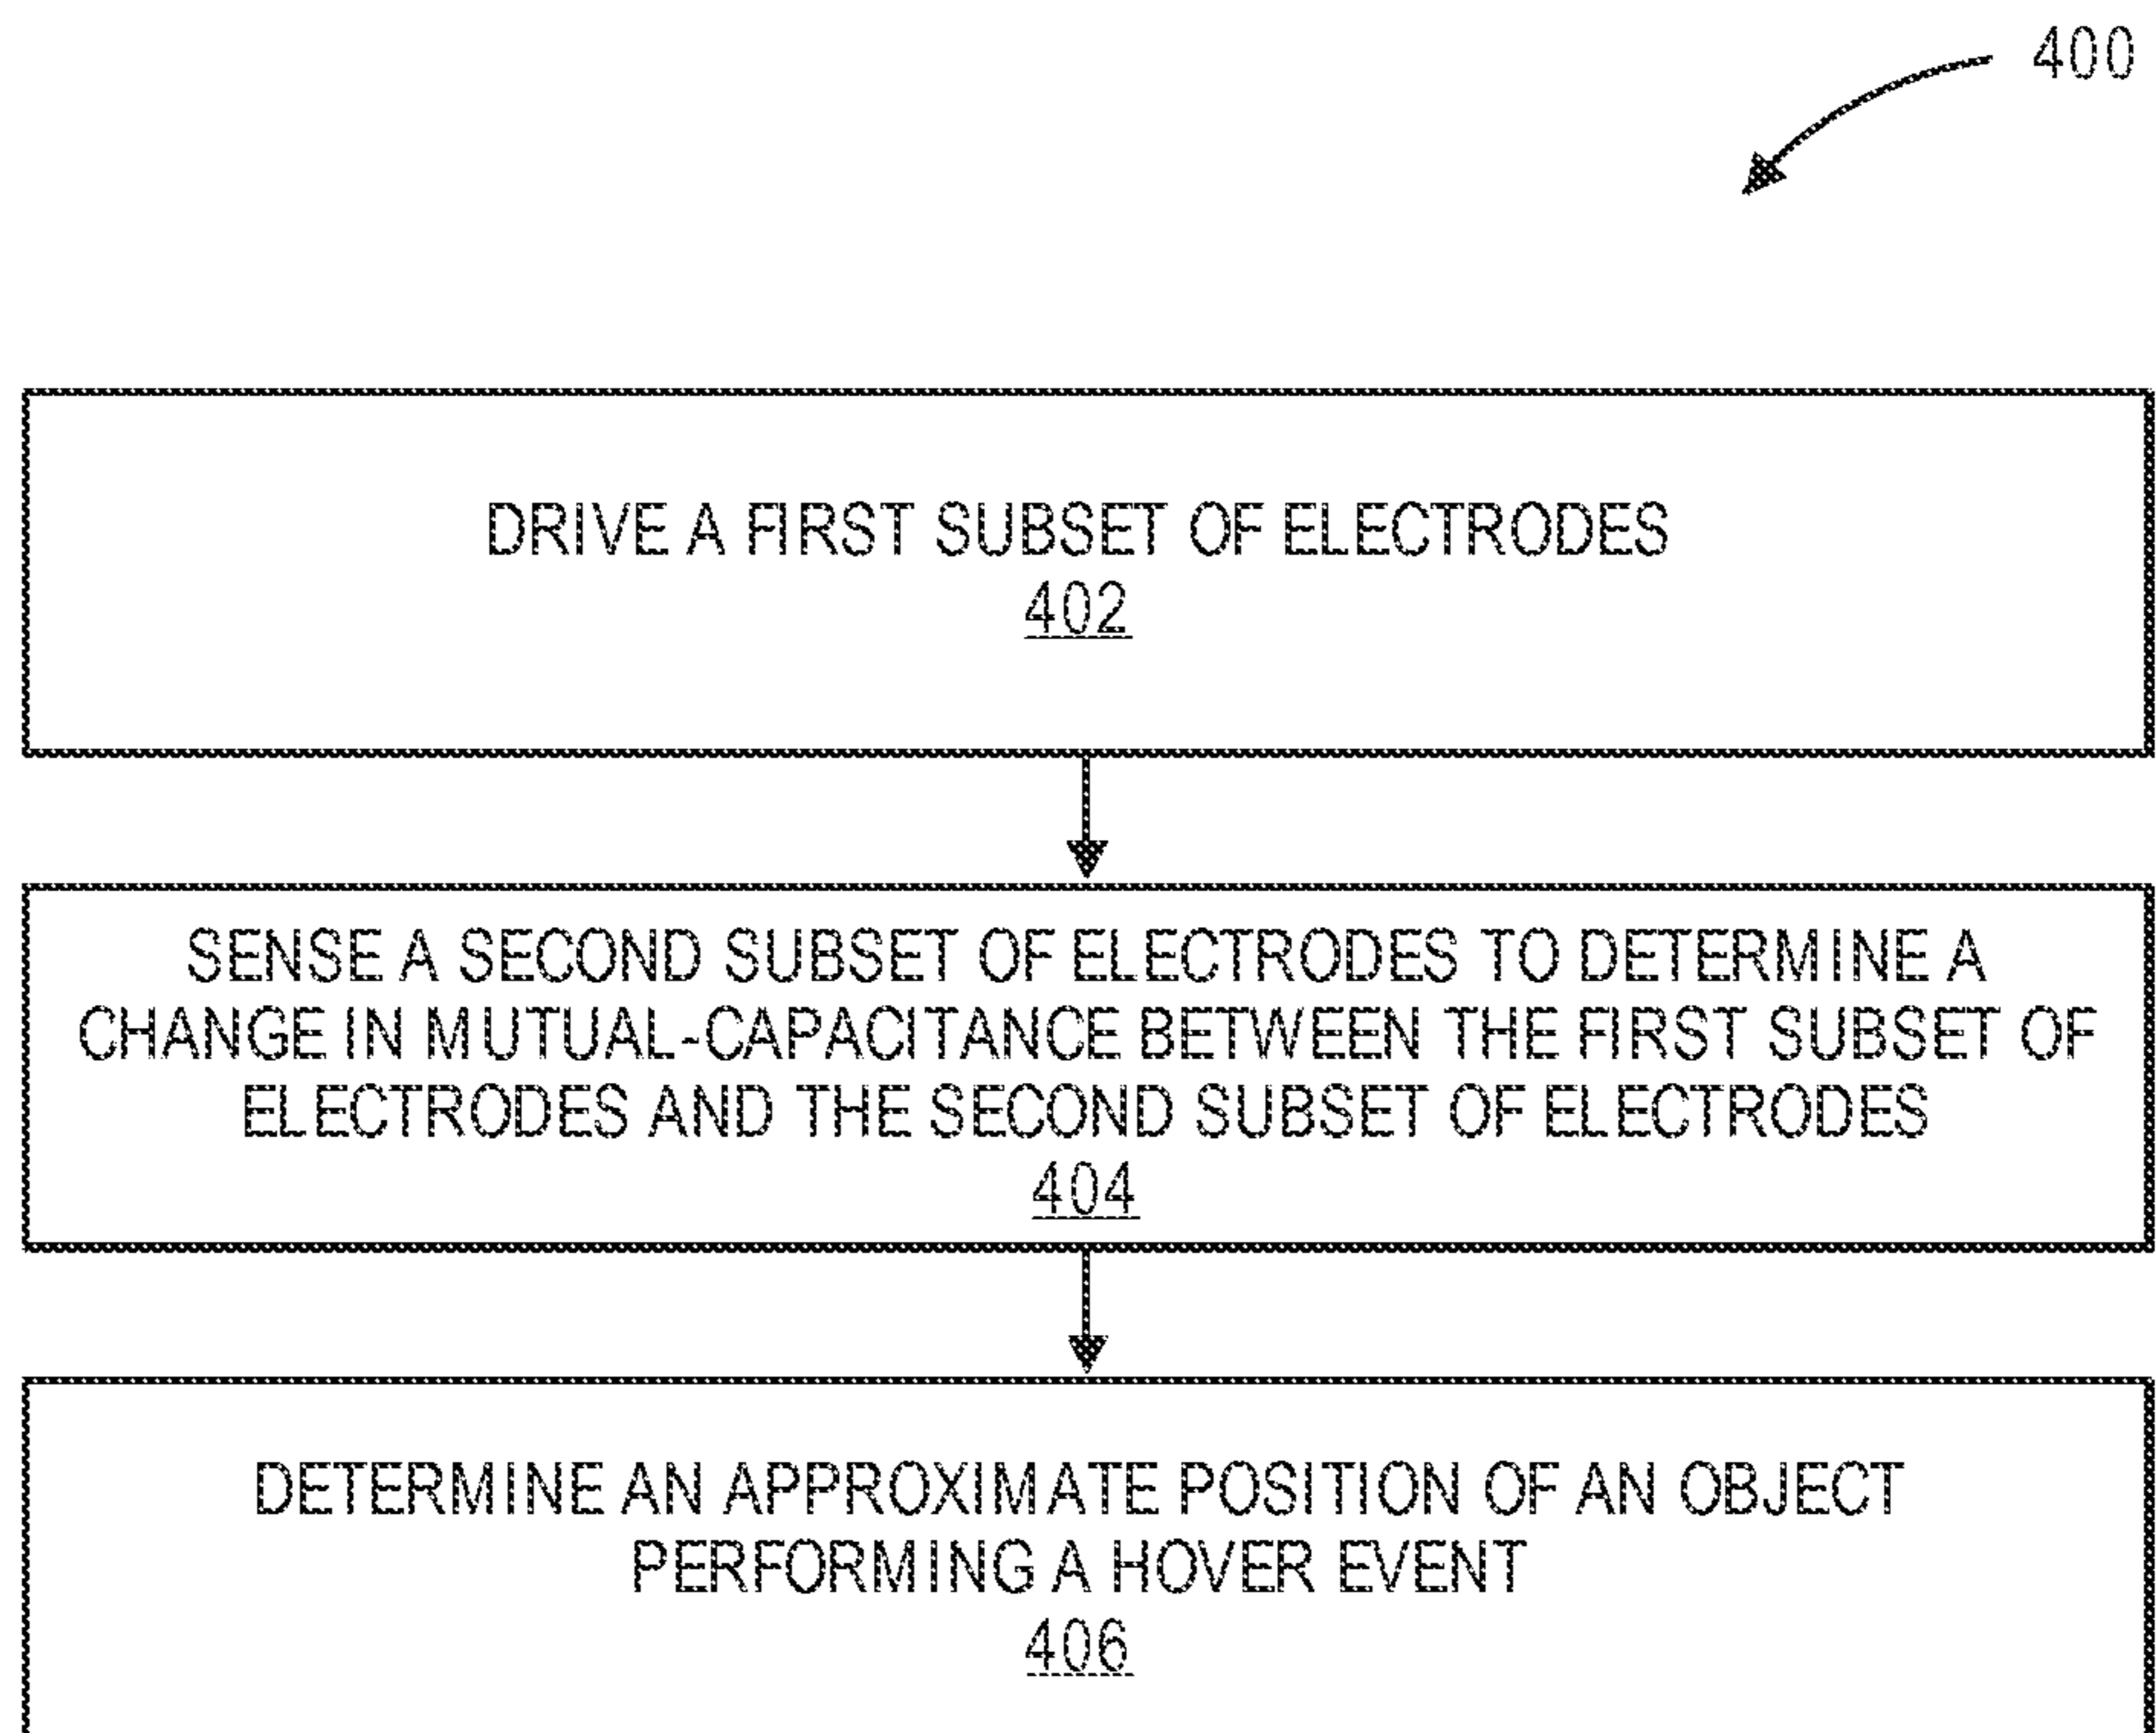 400
DRIVE A FIRST SUBSET OF ELECTRODES
402
SENSE A SECOND SUBSET OF ELECTRODES TO DETERMINE A
CHANGE IN MUTUAL-CAPACITANCE BETWEEN THE FIRST SUBSET OF
ELECTRODES AND THE SECOND SUBSET OF ELECTRODES
404
DETERMINE AN APPROXIMATE POSITION OF AN OBJECT
PERFORMING A HOVER EVENT
406